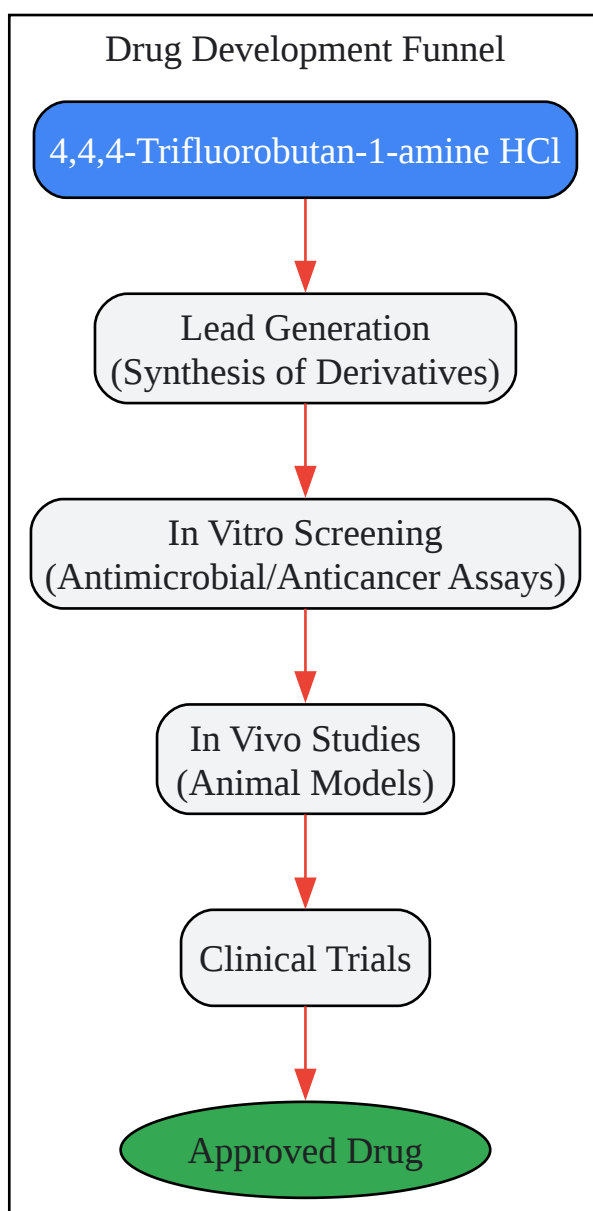 Drug Development Funnel
4,4,4-Trifluorobutan-1-amine HCl
Lead Generation
(Synthesis of Derivatives)
In Vitro Screening
(Antimicrobial/Anticancer Assays)
In Vivo Studies
(Animal Models)
Clinical Trials
Approved Drug